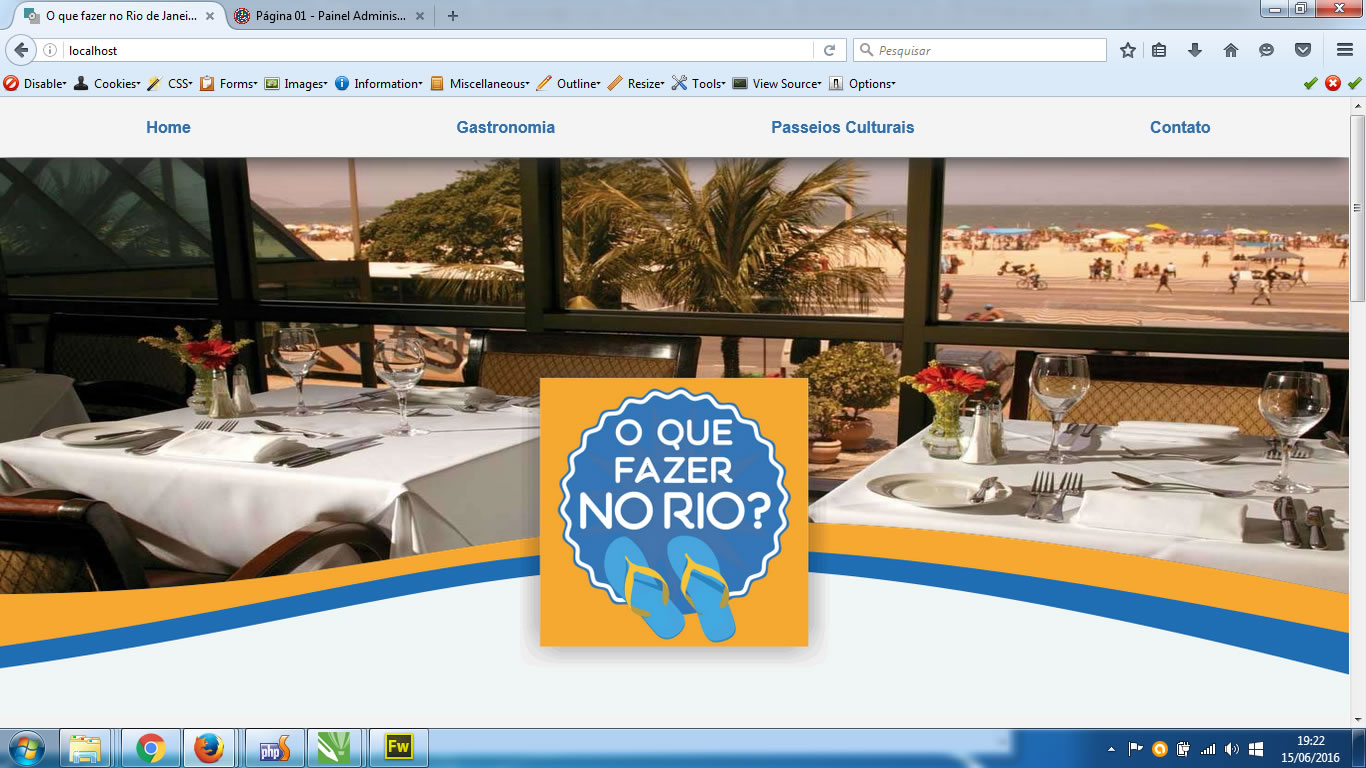 O que fazer no Rio de Janei...
Página 01 - Painel Adminis...
localhost
Pesquisar
Disable
Cookies
CSS
Forms
Images
Information
Miscellaneous
Outline
Resize
Tools
View Source
Options
Home
Gastronomia
Passeios Culturais
Contato
O QUE
FAZER
NO RIO?
php
Fw
19:22
15/06/2016